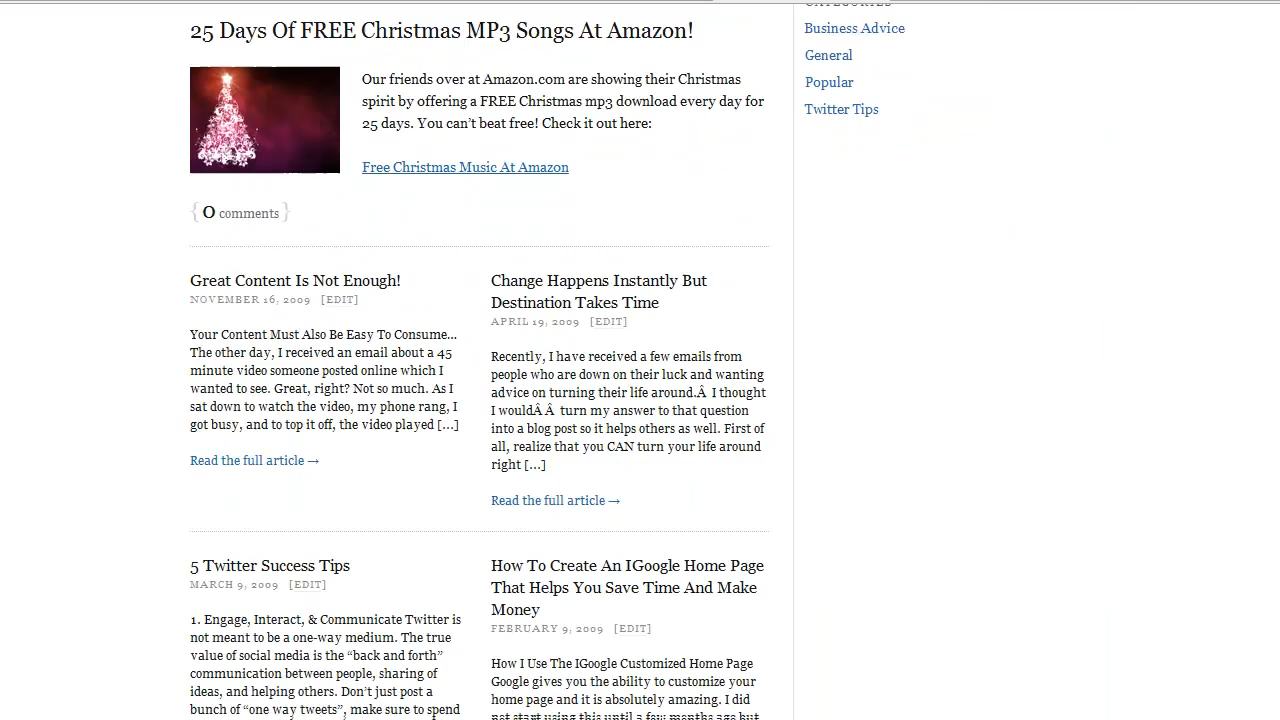 25 Days Of FREE Christmas MP3 Songs At Amazon!
Our friends over at Amazon.com are showing their Christmas
spirit by offering a FREE Christmas mp3 download every day for
25 days. You can’t beat free! Check it out here:
Free Christmas Music At Amazon
{ 0 comments }
Great Content Is Not Enough!
NOVEMBER 16, 2009 [EDIT]
Your Content Must Also Be Easy To Consume…
The other day, I received an email about a 45
minute video someone posted online which I
wanted to see. Great, right? Not so much. As I
sat down to watch the video, my phone rang, I
got busy, and to top it off, the video played […]
Read the full article →
Change Happens Instantly But
Destination Takes Time
APRIL 19, 2009 [EDIT]
Recently, I have received a few emails from
people who are down on their luck and wanting
advice on turning their life around.Â I thought
I wouldÂ Â turn my answer to that question
into a blog post so it helps others as well. First of
all, realize that you CAN turn your life around
right […]
Read the full article →
5 Twitter Success Tips
MARCH 9, 2009 [EDIT]
1. Engage, Interact, & Communicate Twitter is
not meant to be a one-way medium. The true
value of social media is the “back and forth”
communication between people, sharing of
ideas, and helping others. Don’t just post a
bunch of “one way tweets”, make sure to spend
How To Create An IGoogle Home Page
That Helps You Save Time And Make
Money
FEBRUARY 9, 2009 [EDIT]
How I Use The IGoogle Customized Home Page
Google gives you the ability to customize your
home page and it is absolutely amazing. I did
not start using this until a few months ago but
CATEGORIES
Business Advice
General
Popular
Twitter Tips